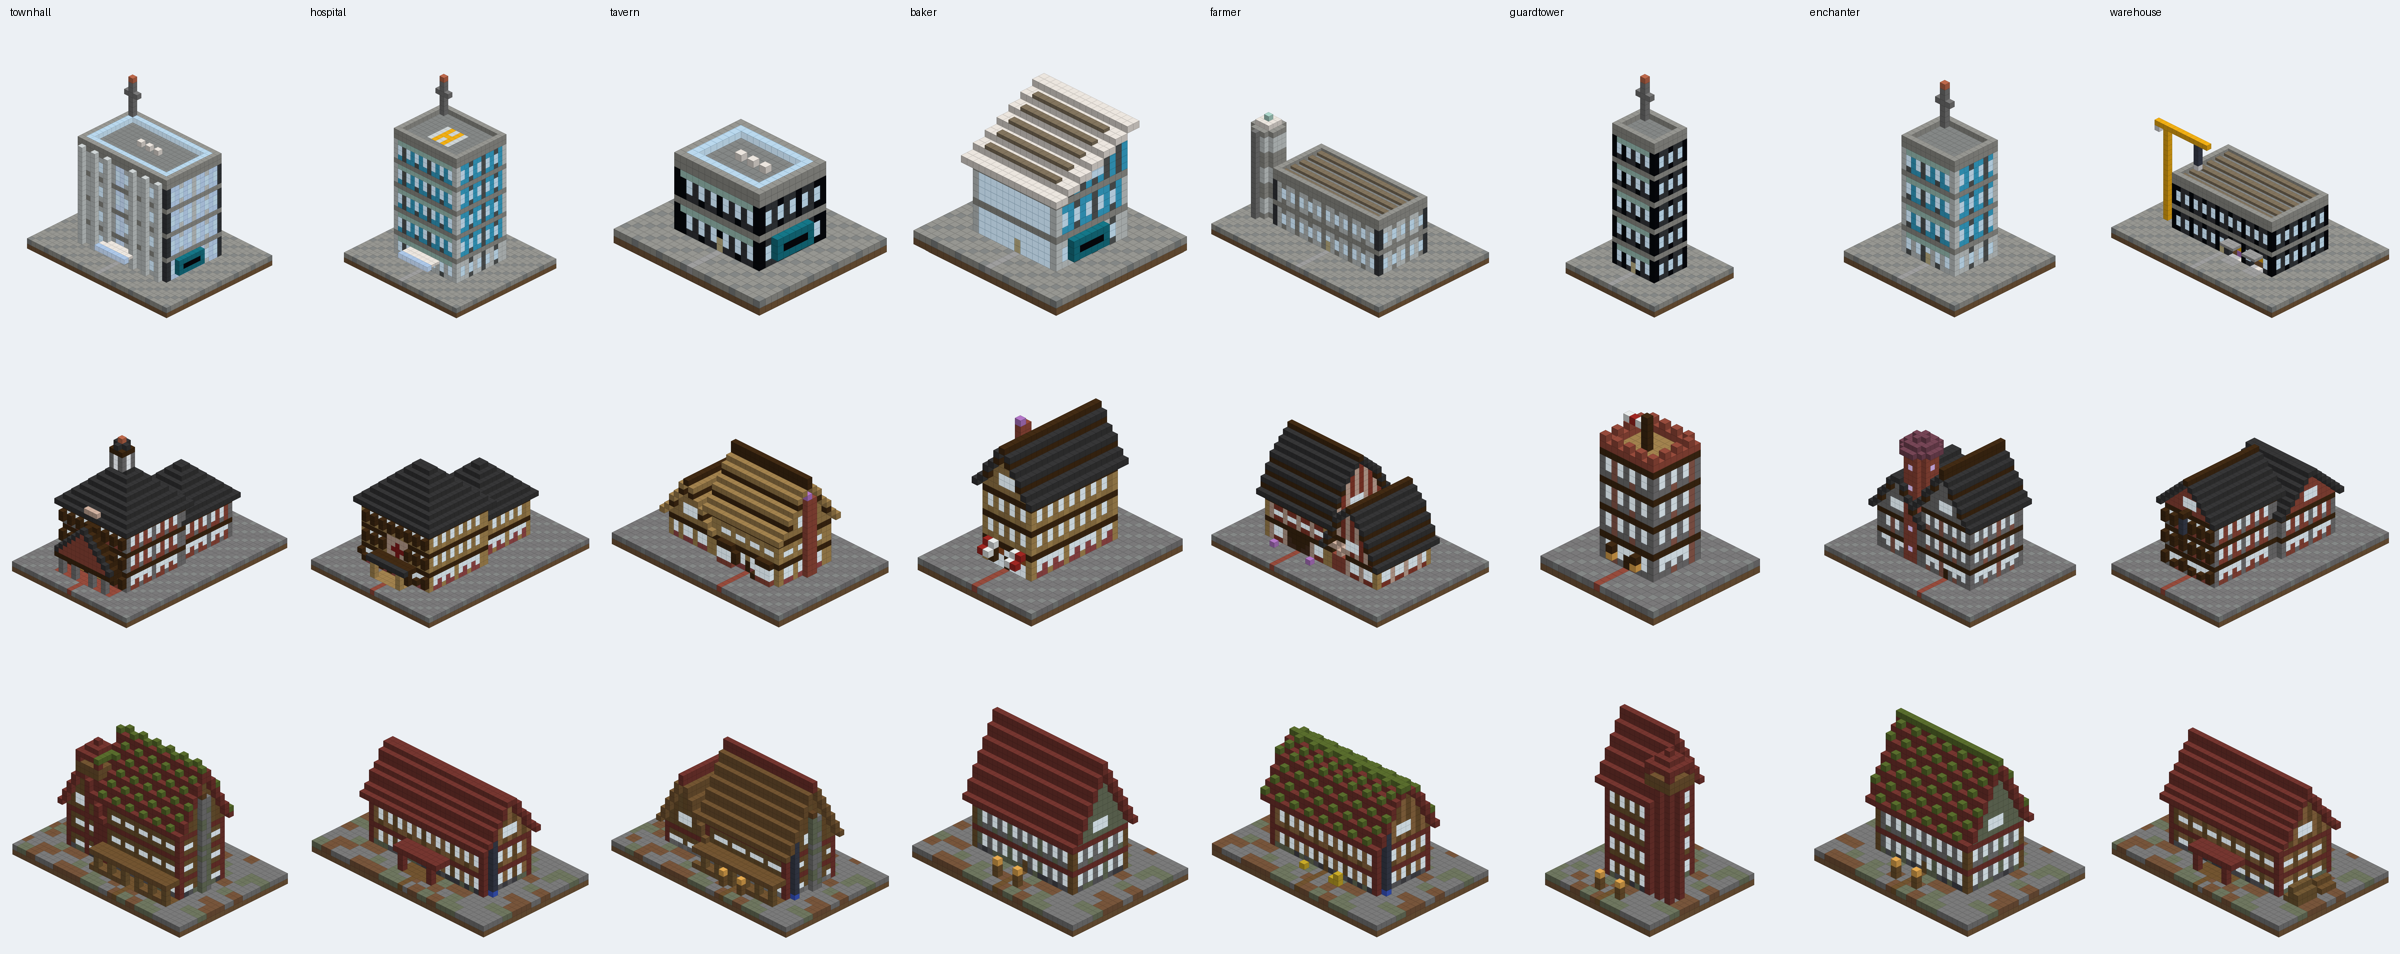 townhall
hospital
tavern
baker
farmer
guardtower
enchanter
warehouse